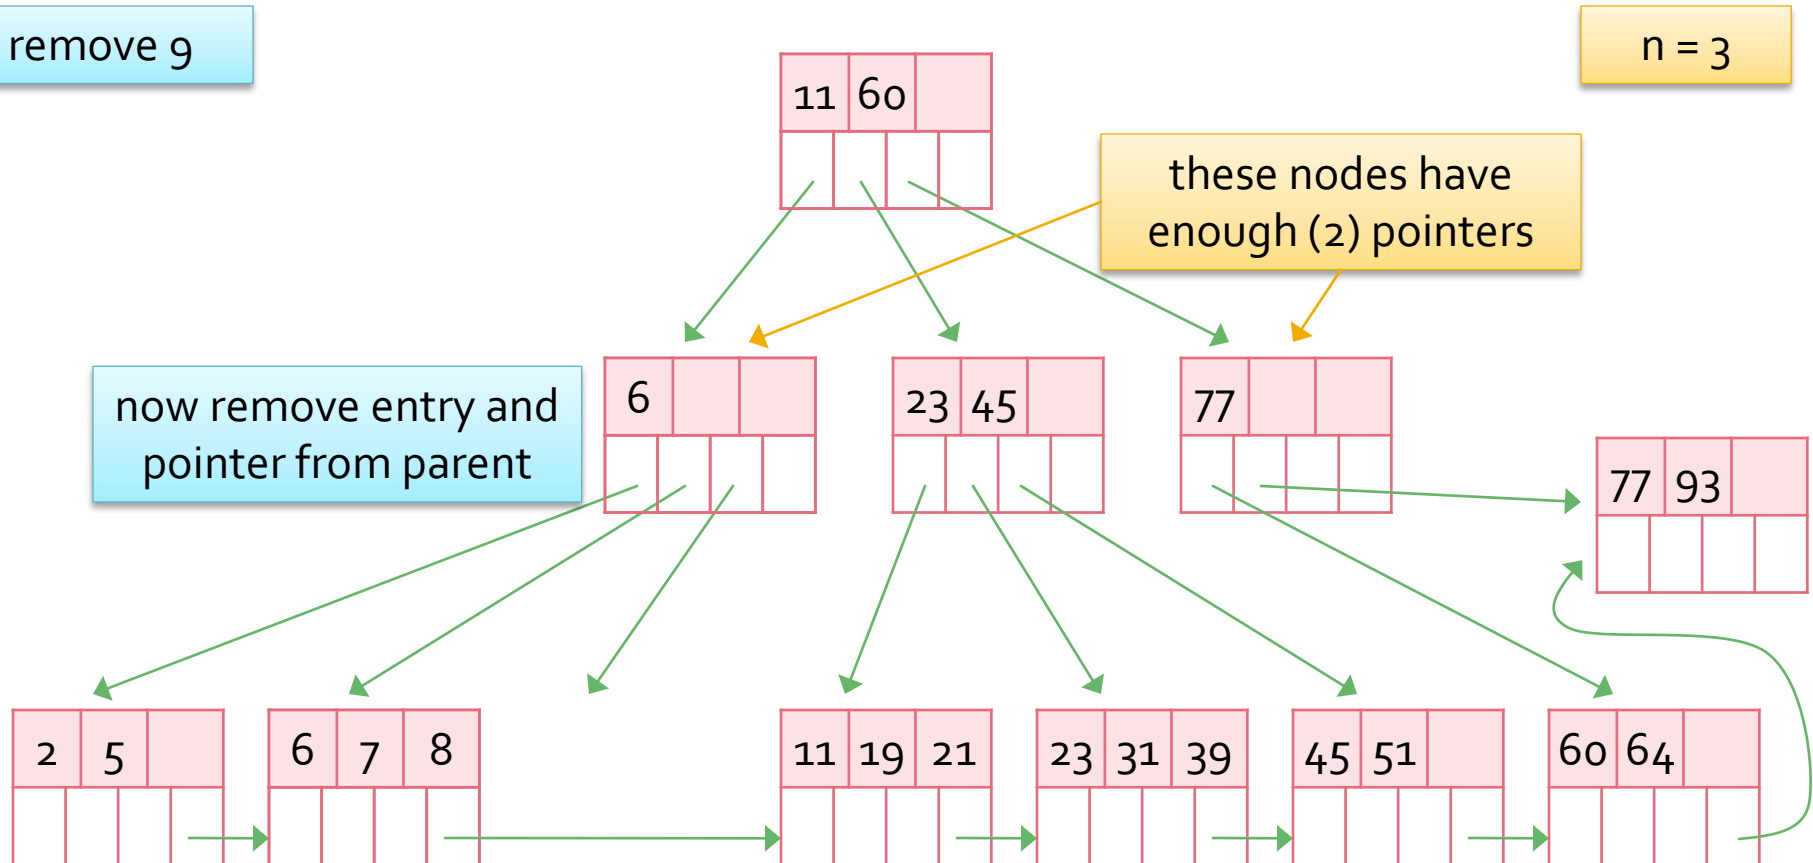 remove 9
n = 3
11 60
these nodes have
enough (2) pointers
now remove entry and
pointer from parent
6
23 45
77
77 93
2 5
6 7 8
11 19 21
23 31 39
45 51
60 64